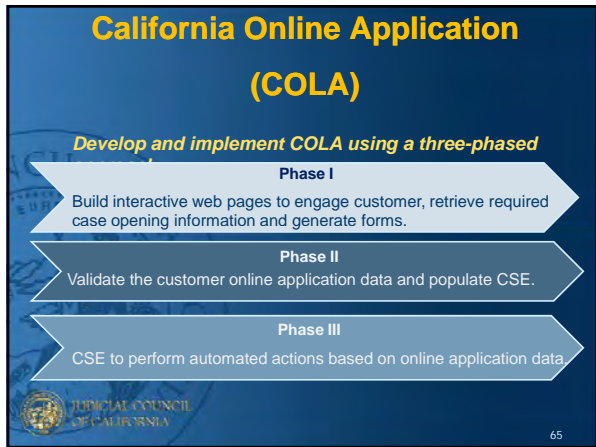 California Online Application
(COLA)
Develop and implement COLA using a three-phased
Phase I
Build interactive web pages to engage customer, retrieve required
case opening information and generate forms.
Phase II
Validate the customer online application data and populate CSE.
Phase III
CSE to perform automated actions based on online application data.
JUDICIAL COUNCIL
OF CALIFORNIA
65